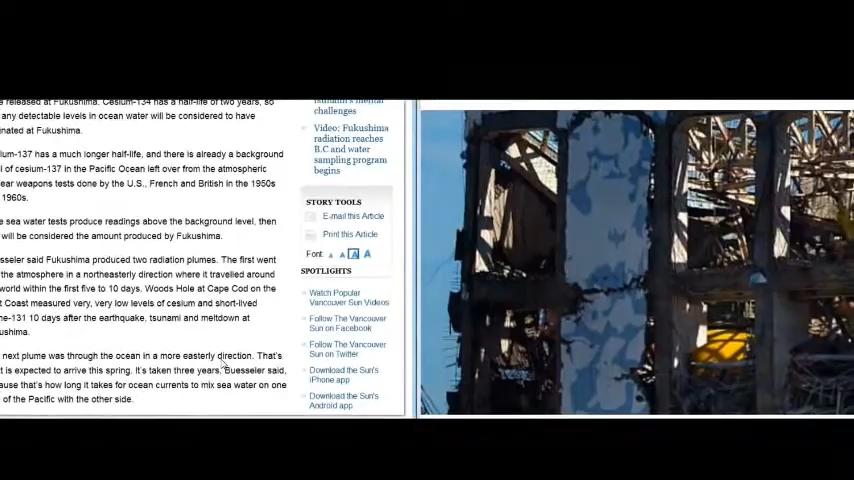 e released at Fukushima. Cesium-134 has a half-life of two years, so
any detectable levels in ocean water will be considered to have
inated at Fukushima.
ium-137 has a much longer half-life, and there is already a background
l of cesium-137 in the Pacific Ocean left over from the atmospheric
ear weapons tests done by the U.S., French and British in the 1950s
1960s.
e sea water tests produce readings above the background level, then
will be considered the amount produced by Fukushima.
sseler said Fukushima produced two radiation plumes. The first went
the atmosphere in a northeasterly direction where it travelled around
world within the first five to 10 days. Woods Hole at Cape Cod on the
t Coast measured very, very low levels of cesium and short-lived
ne-131 10 days after the earthquake, tsunami and meltdown at
ushima.
next plume was through the ocean in a more easterly direction. That's
t is expected to arrive this spring. It's taken three years, Buesseler said,
ause that's how long it takes for ocean currents to mix sea water on one
of the Pacific with the other side.
tsunami's mental
challenges
Video: Fukushima
radiation reaches
B.C and water
sampling program
begins
STORY TOOLS
E-mail this Article
Print this Article
Font: A A A A
SPOTLIGHTS
Watch Popular
Vancouver Sun Videos
Follow The Vancouver
Sun on Facebook
Follow The Vancouver
Sun on Twitter
Download the Sun's
iPhone app
Download the Sun's
Android app